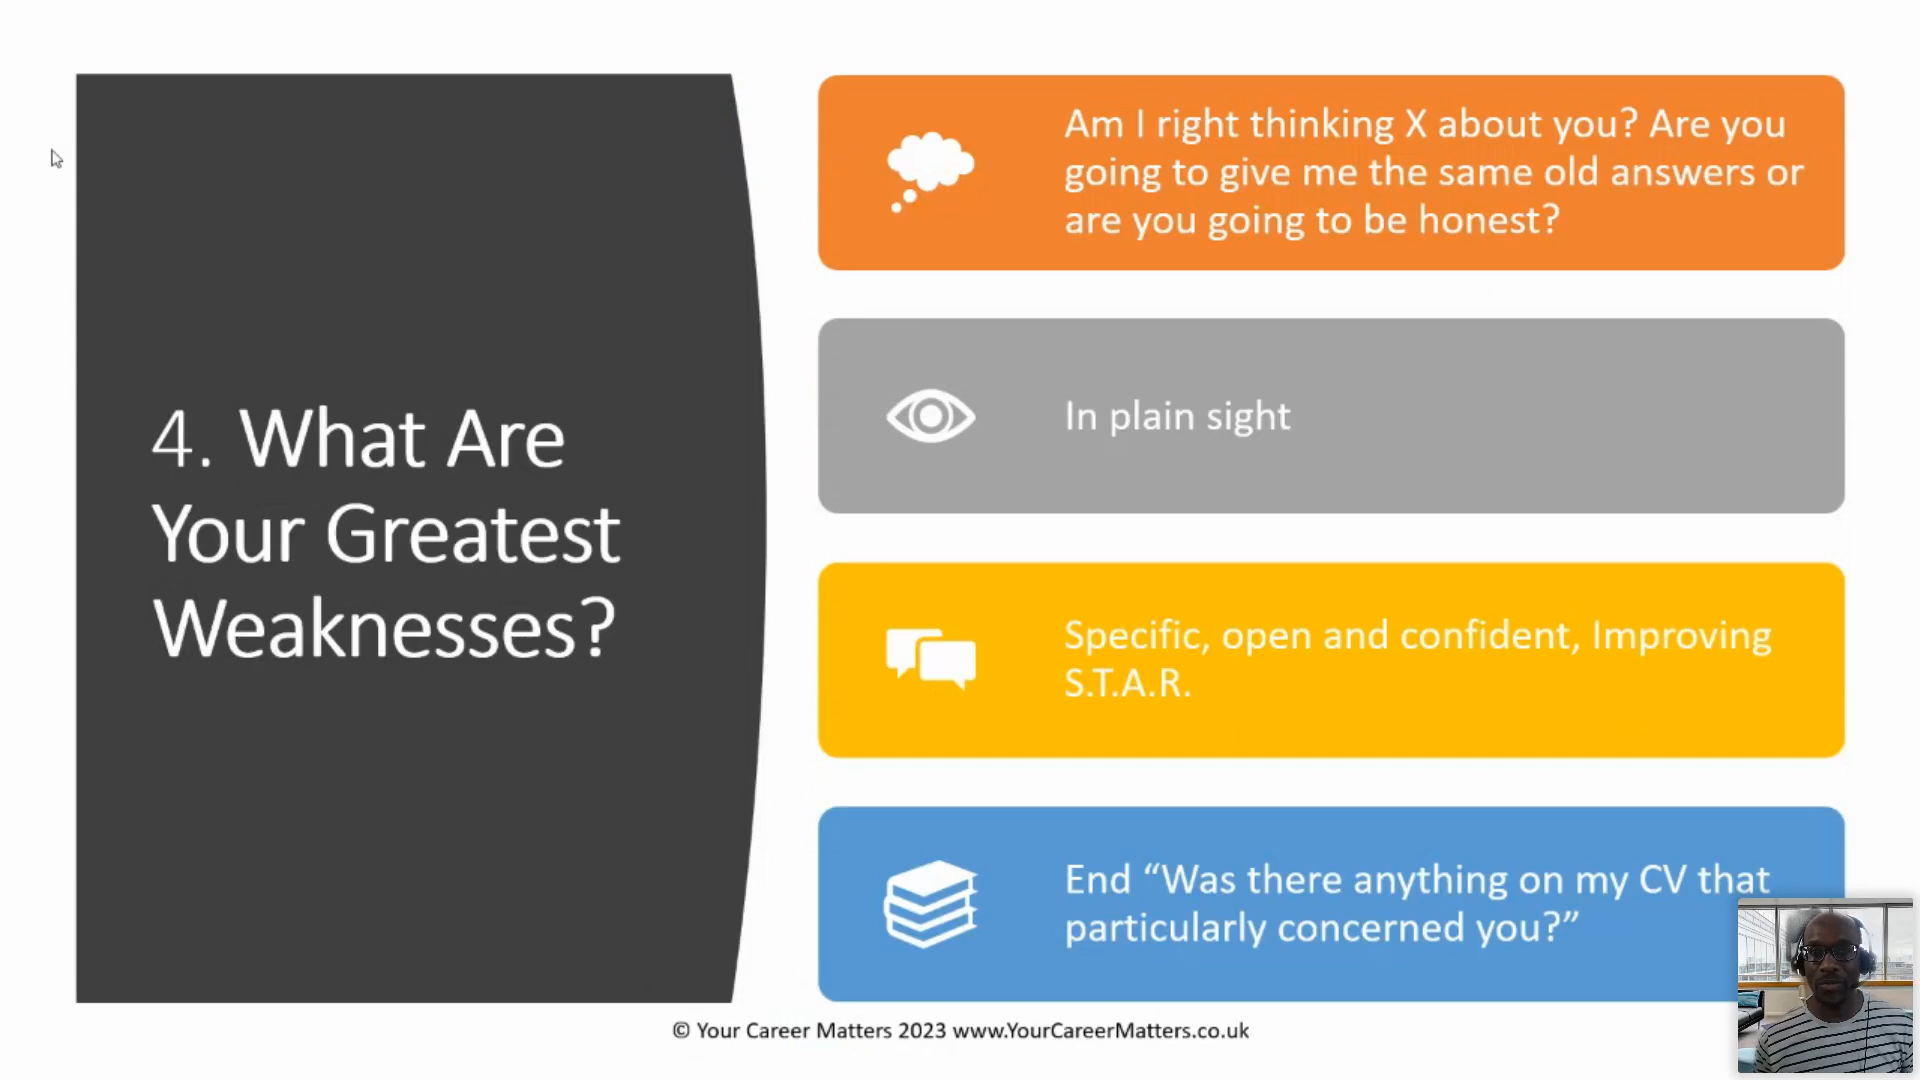 4. What Are
Your Greatest
Weaknesses?
Am I right thinking X about you? Are you
going to give me the same old answers or
are you going to be honest?
In plain sight
Specific, open and confident, Improving
S.T.A.R.
End “Was there anything on my CV that
particularly concerned you?”
© Your Career Matters 2023 www.YourCareerMatters.co.uk